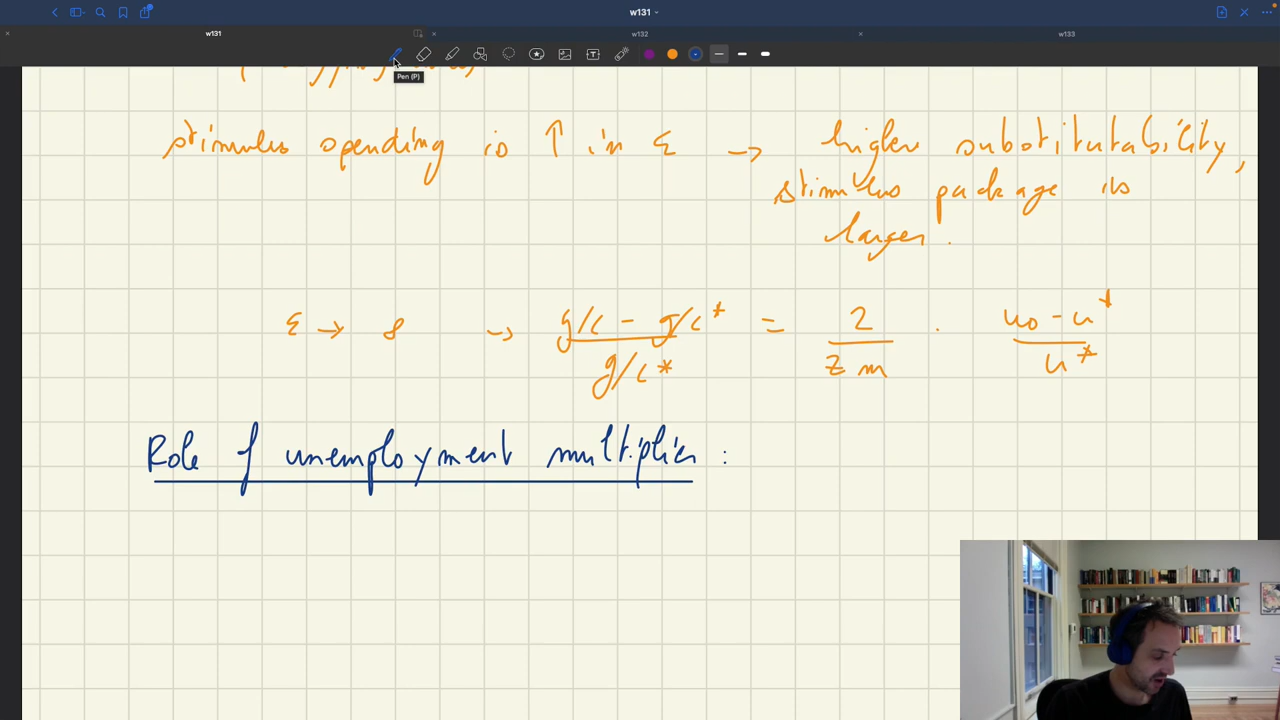 w131
w131
w132
w133
Pen (P)
stimulus spending is ↑ in ε → higher substitutability,
stimulus package is
larger.
ε → ∞ → (g/c - g/c*) / (g/c*) = 2 / (z m) · (u₀ - u*) / u*
Role of unemployment multiplier :